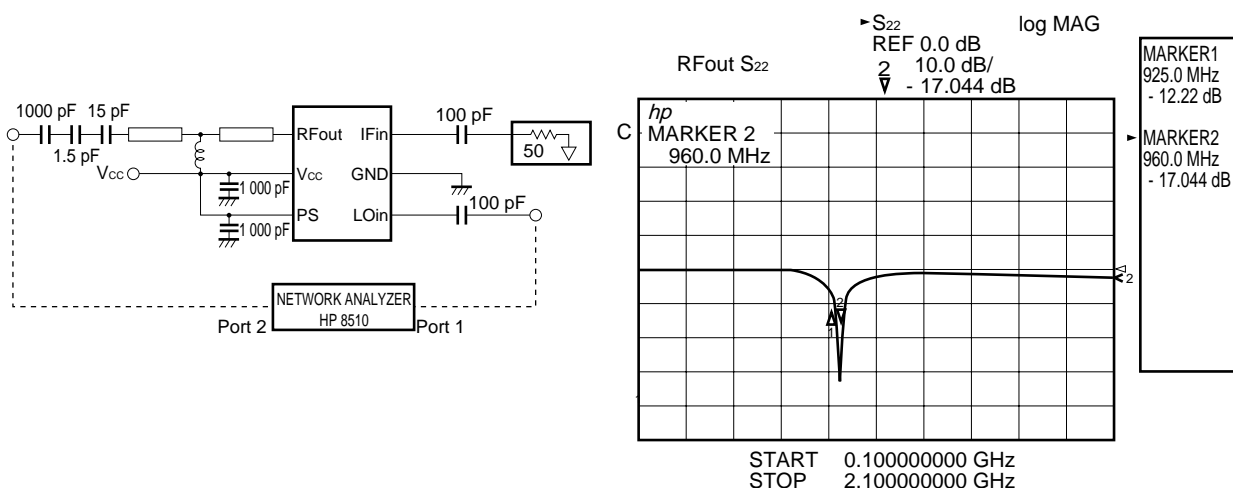 1000 pF 15 pF
1.5 pF
VCC
1 000 pF
1 000 pF
RFout IFin
VCC GND
PS LOin
100 pF
50
100 pF
NETWORK ANALYZER
HP 8510
Port 2 Port 1
RFout S22
S22 log MAG
REF 0.0 dB
2 10.0 dB/
- 17.044 dB
hp
C MARKER 2
960.0 MHz
2
1
2
START 0.100000000 GHz
STOP 2.100000000 GHz
MARKER1
925.0 MHz
- 12.22 dB
MARKER2
960.0 MHz
- 17.044 dB